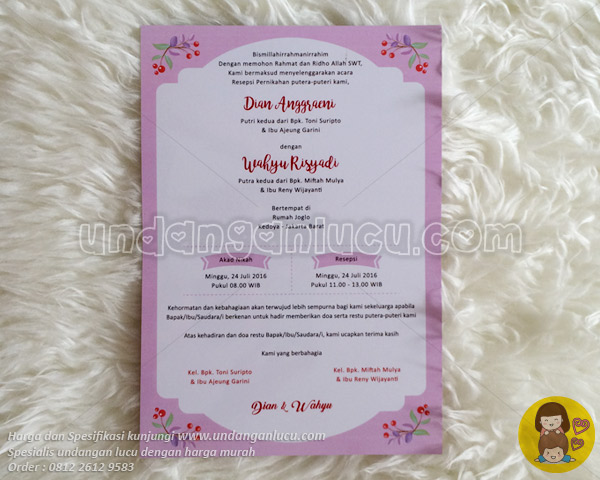 Bismillahirrahmanirrahim
Dengan memohon Rahmat dan Ridho Allah SWT,
Kami bermaksud menyelenggarakan acara
Resepsi Pernikahan putera-puteri kami,
Dian Anggraeni
Putri kedua dari Bpk. Toni Suripto
& Ibu Ajeung Garini
dengan
Wahyu Risyadi
Putra kedua dari Bpk. Miftah Mulya
& Ibu Reny Wijayanti
Bertempat di
Rumah Joglo
kedoya - Jakarta Barat
undanganlucu.com
Akad Nikah
Minggu, 24 Juli 2016
Pukul 08.00 WIB
Resepsi
Minggu, 24 Juli 2016
Pukul 11.00 - 13.00 WIB
Kehormatan dan kebahagiaan akan terwujud lebih sempurna bagi kami sekeluarga apabila
Bapak/Ibu/Saudara/i berkenan untuk hadir memberikan doa serta restu putera-puteri kami
Atas kehadiran dan doa restu Bapak/Ibu/Saudara/i, kami ucapkan terima kasih
Kami yang berbahagia
Kel. Bpk. Toni Suripto
& Ibu Ajeung Garini
Kel. Bpk. Miftah Mulya
& Ibu Reny Wijayanti
Dian & Wahyu
Harga dan Spesifikasi kunjungi www.undanganlucu.com
Spesialis undangan lucu dengan harga murah
Order : 0812 2612 9583